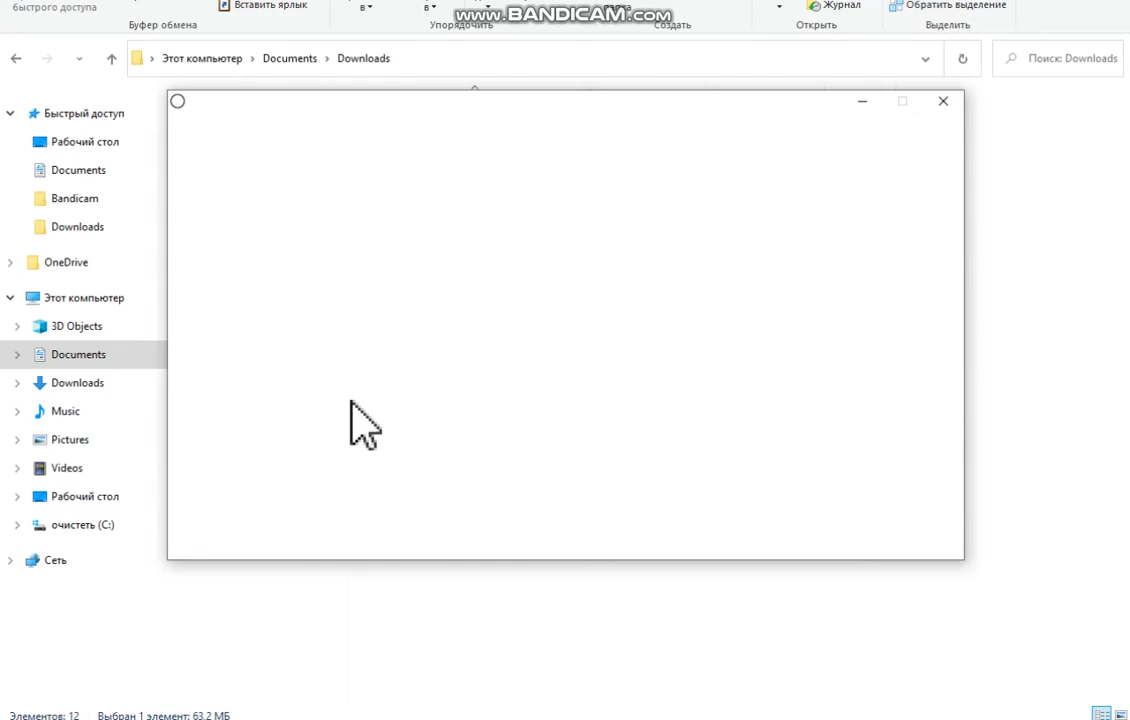 быстрого доступа
Вставить ярлык
в
в
папка
Журнал
Обратить выделение
Буфер обмена
Упорядочить
Создать
Открыть
Выделить
www.BANDICAM.com
Этот компьютер
Documents
Downloads
Поиск: Downloads
Быстрый доступ
Рабочий стол
Documents
Bandicam
Downloads
OneDrive
Этот компьютер
3D Objects
Documents
Downloads
Music
Pictures
Videos
Рабочий стол
очистеть (C:)
Сеть
Элементов: 12 Выбран 1 элемент: 63.2 МБ